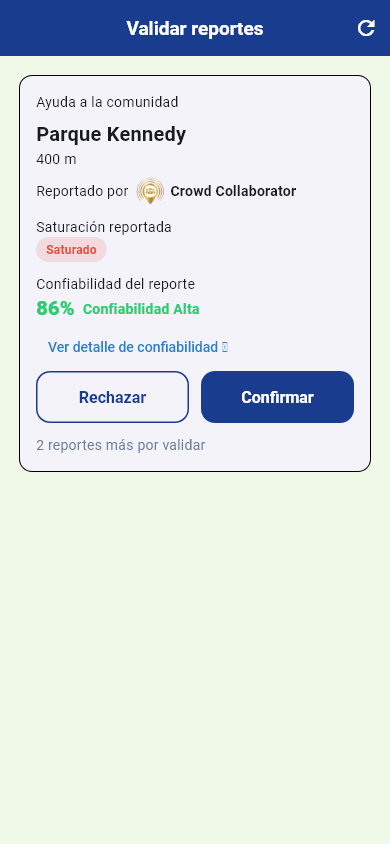 Validar reportes
Ayuda a la comunidad
Parque Kennedy
400 m
Reportado por Crowd Collaborator
Saturación reportada
Saturado
Confiabilidad del reporte
86% Confiabilidad Alta
Ver detalle de confiabilidad
Rechazar Confirmar
2 reportes más por validar